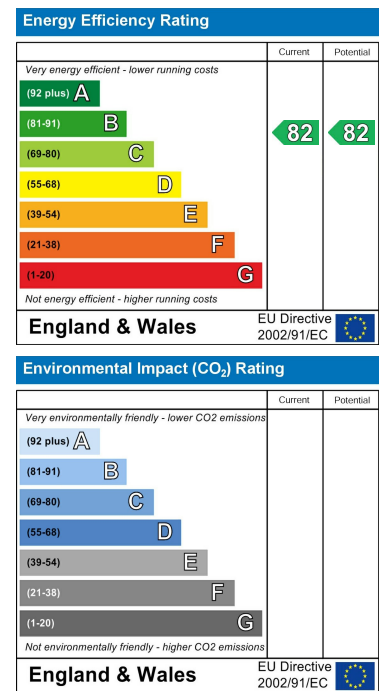 Energy Efficiency Rating
Current Potential
Very energy efficient - lower running costs
(92 plus) A
(81-91) B
82 82
(69-80) C
(55-68) D
(39-54) E
(21-38) F
(1-20) G
Not energy efficient - higher running costs
England & Wales
EU Directive
2002/91/EC
Environmental Impact (CO₂) Rating
Current Potential
Very environmentally friendly - lower CO2 emissions
(92 plus) A
(81-91) B
(69-80) C
(55-68) D
(39-54) E
(21-38) F
(1-20) G
Not environmentally friendly - higher CO2 emissions
England & Wales
EU Directive
2002/91/EC